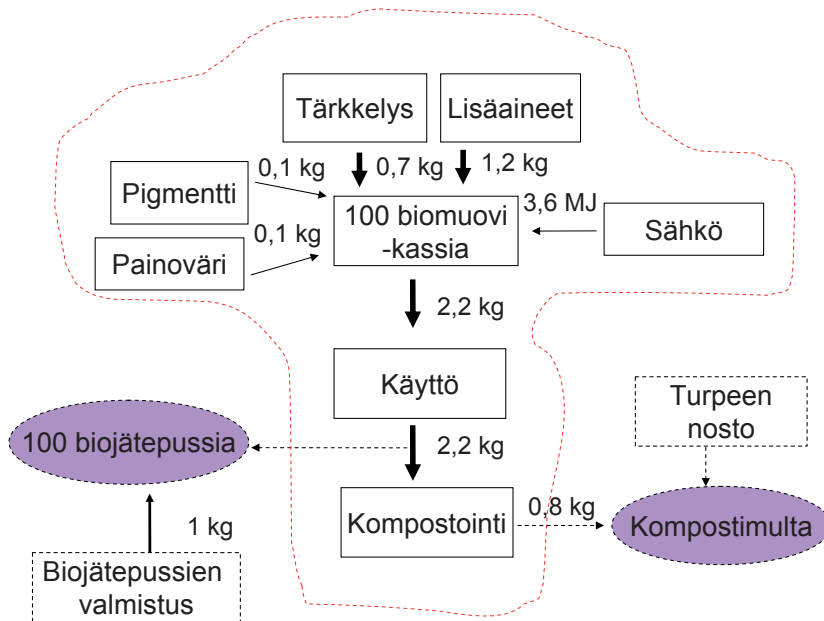 Tärkkelys
Lisäaineet
0,1 kg
0,7 kg
1,2 kg
Pigmentti
100 biomuovi
-kassia
3,6 MJ
Sähkö
0,1 kg
Painoväri
2,2 kg
Käyttö
Turpeen
nosto
100 biojätepussia
2,2 kg
Kompostointi
0,8 kg
Kompostimulta
1 kg
Biojätepussien
valmistus